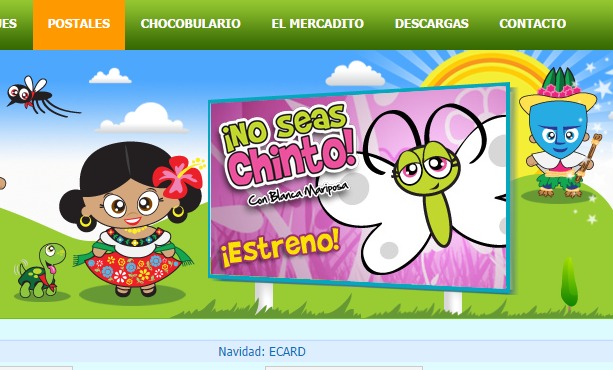 UES POSTALES CHOCOBULARIO EL MERCADITO DESCARGAS CONTACTO
¡NO SEAS
Chinto!
Con Blanca Mariposa
¡Estreno!
Navidad: ECARD